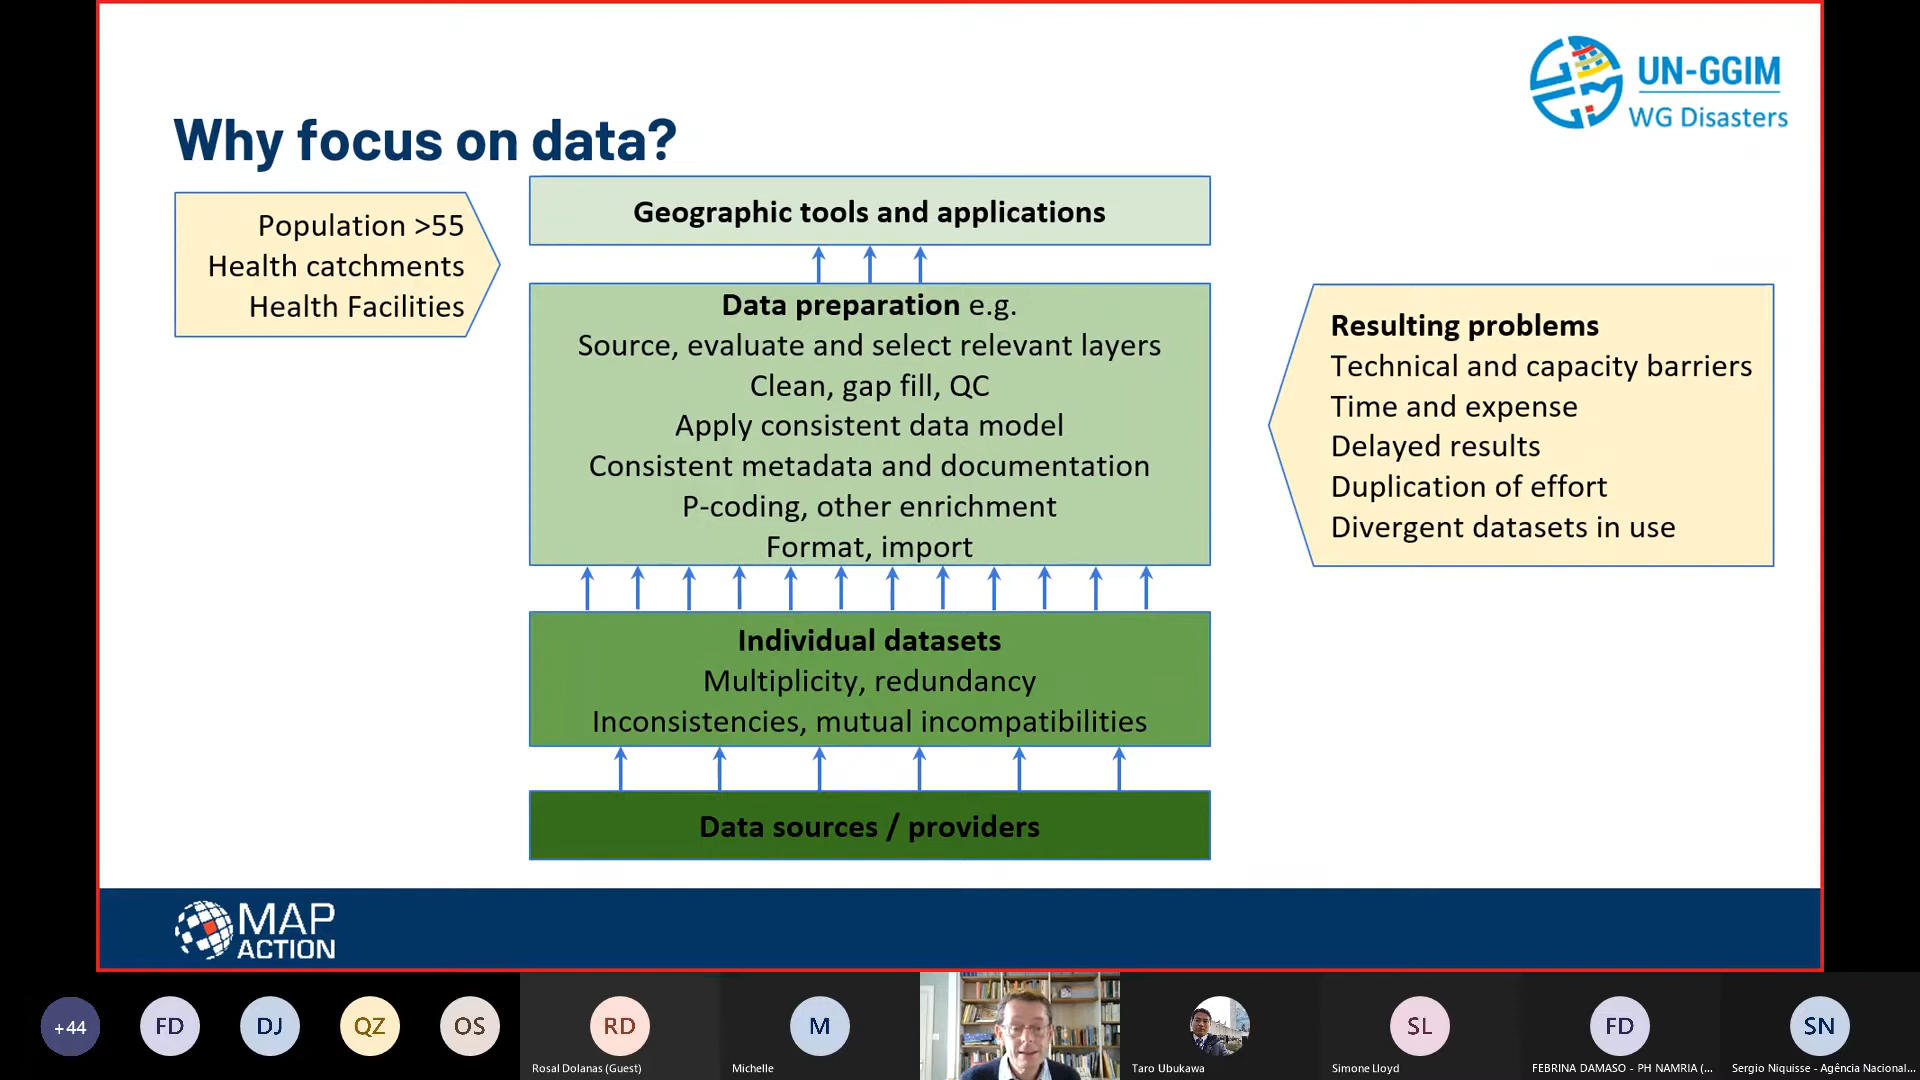 UN-GGIM
WG Disasters
Why focus on data?
Population >55
Health catchments
Health Facilities
Geographic tools and applications
Data preparation e.g.
Source, evaluate and select relevant layers
Clean, gap fill, QC
Apply consistent data model
Consistent metadata and documentation
P-coding, other enrichment
Format, import
Resulting problems
Technical and capacity barriers
Time and expense
Delayed results
Duplication of effort
Divergent datasets in use
Individual datasets
Multiplicity, redundancy
Inconsistencies, mutual incompatibilities
Data sources / providers
MAP
ACTION
+44
FD
DJ
QZ
OS
RD
Rosal Dolanas (Guest)
M
Michelle
Taro Ubukawa
SL
Simone Lloyd
FD
FEBRINA DAMASO - PH NAMRIA (...
SN
Sergio Niquisse - Agência Nacional...